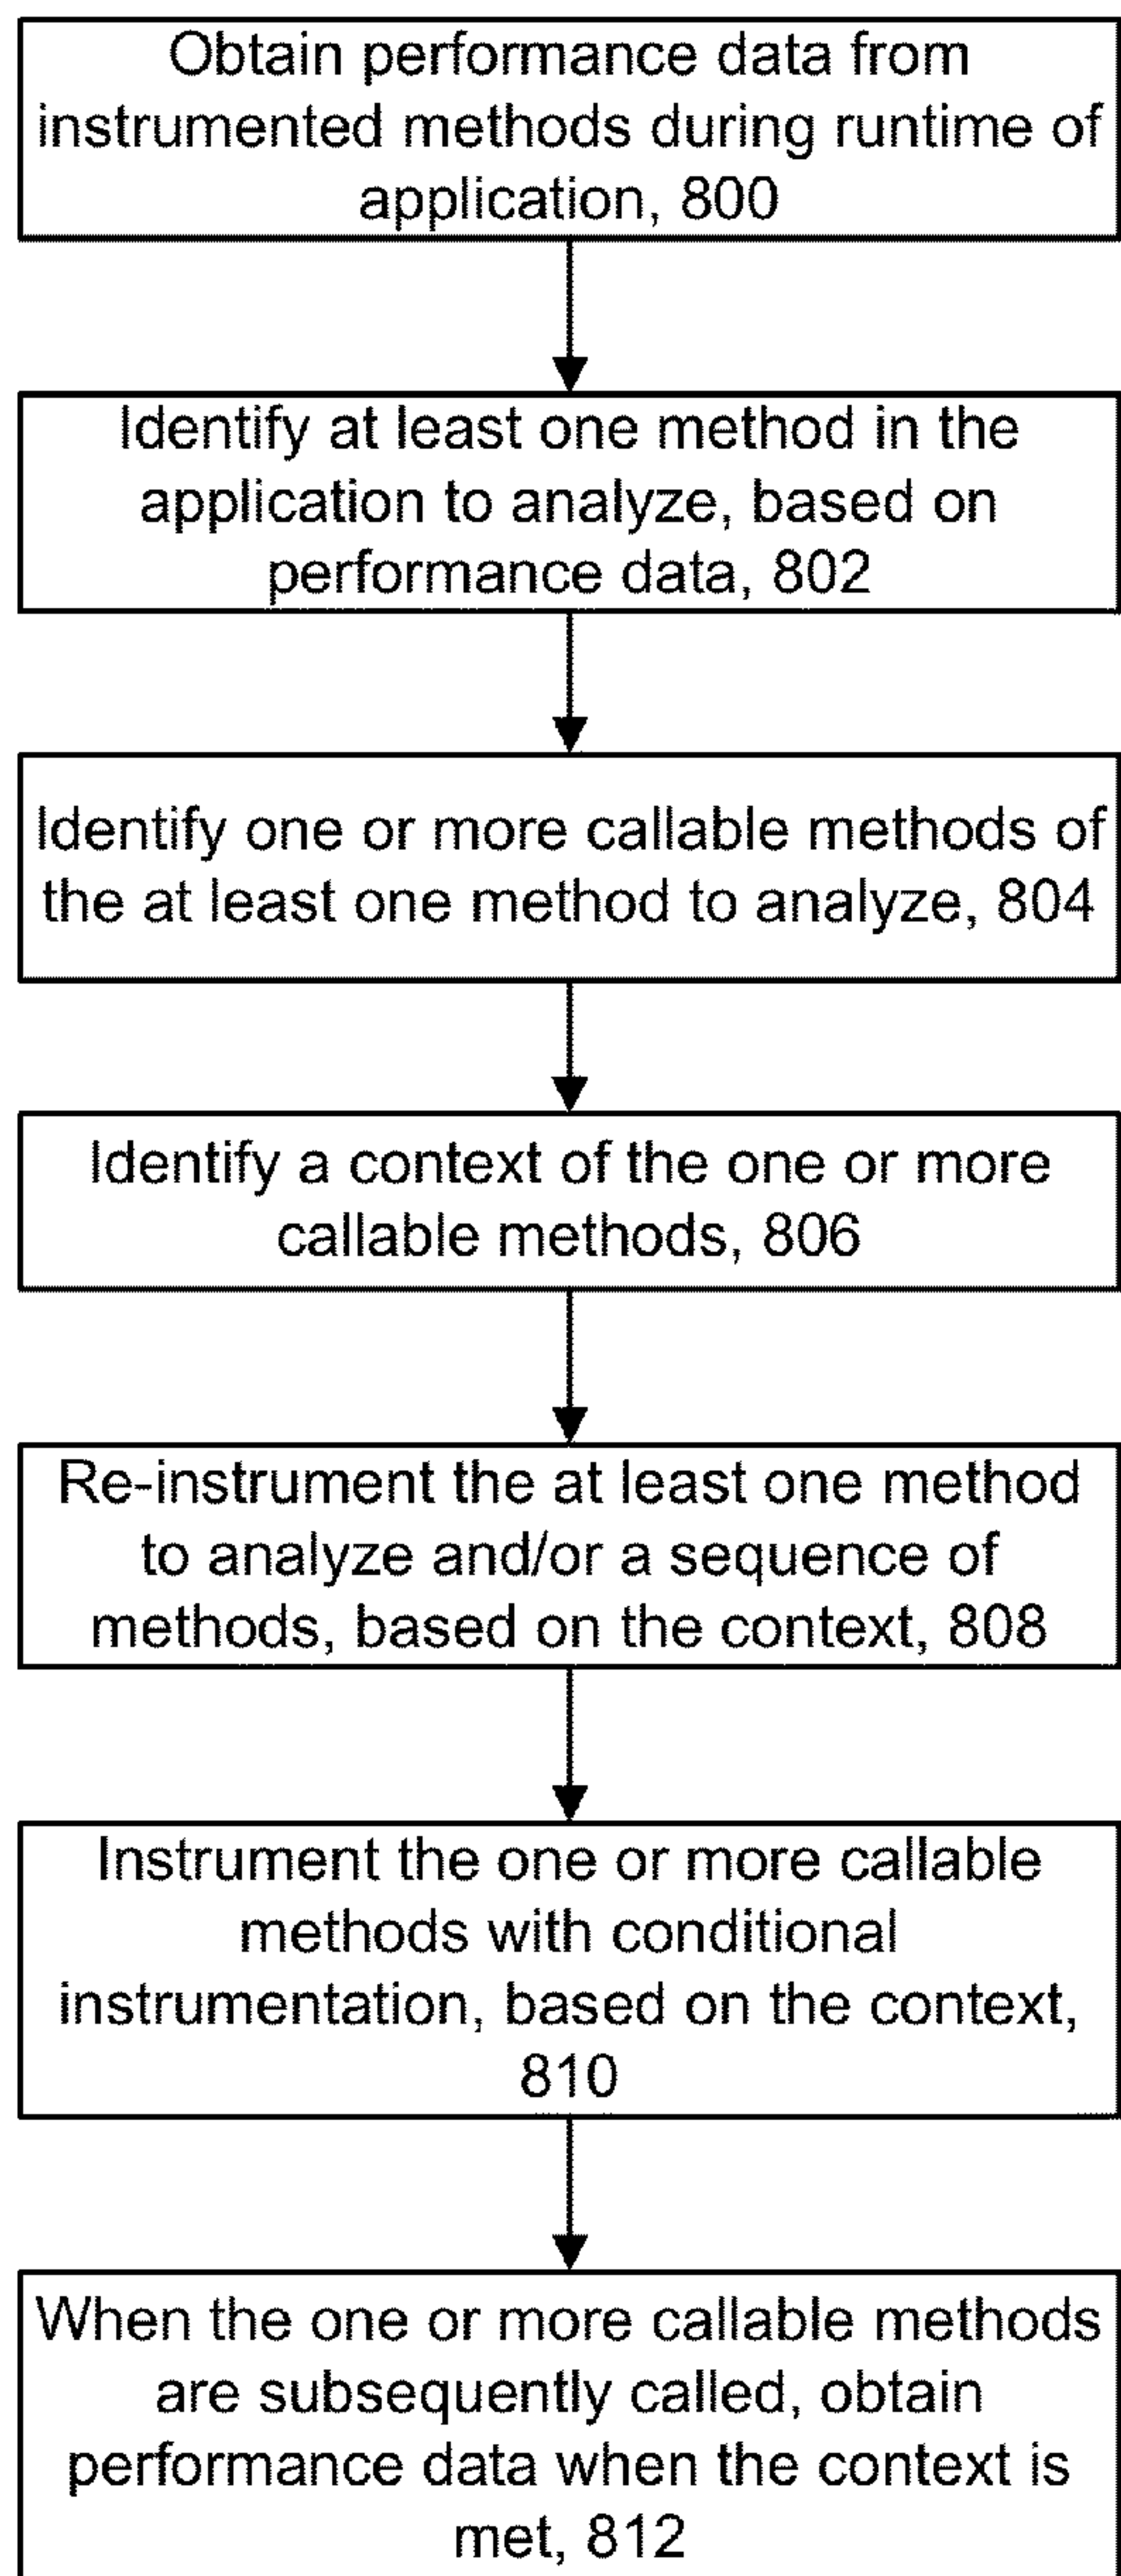 Obtain performance data from
instrumented methods during runtime of
application, 800
Identify at least one method in the
application to analyze, based on
performance data, 802
Identify one or more callable methods of
the at least one method to analyze, 804
Identify a context of the one or more
callable methods, 806
Re-instrument the at least one method
to analyze and/or a sequence of
methods, based on the context, 808
Instrument the one or more callable
methods with conditional
instrumentation, based on the context,
810
When the one or more callable methods
are subsequently called, obtain
performance data when the context is
met, 812